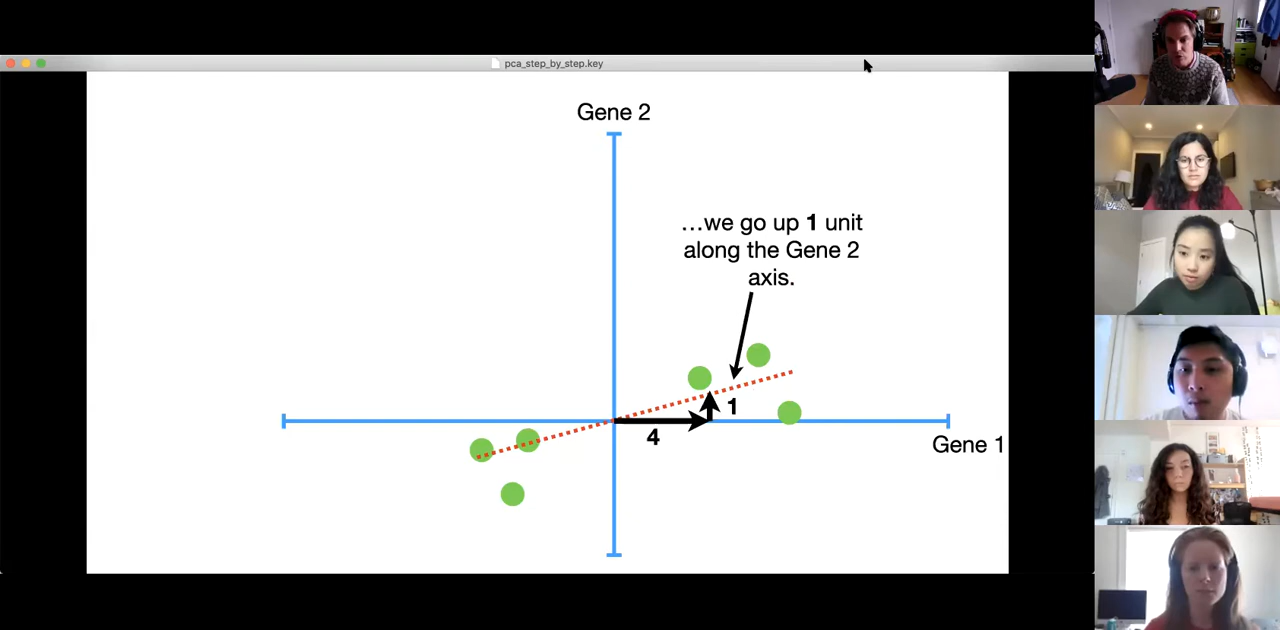 pca_step_by_step.key
Gene 2
…we go up 1 unit
along the Gene 2
axis.
1
4
Gene 1